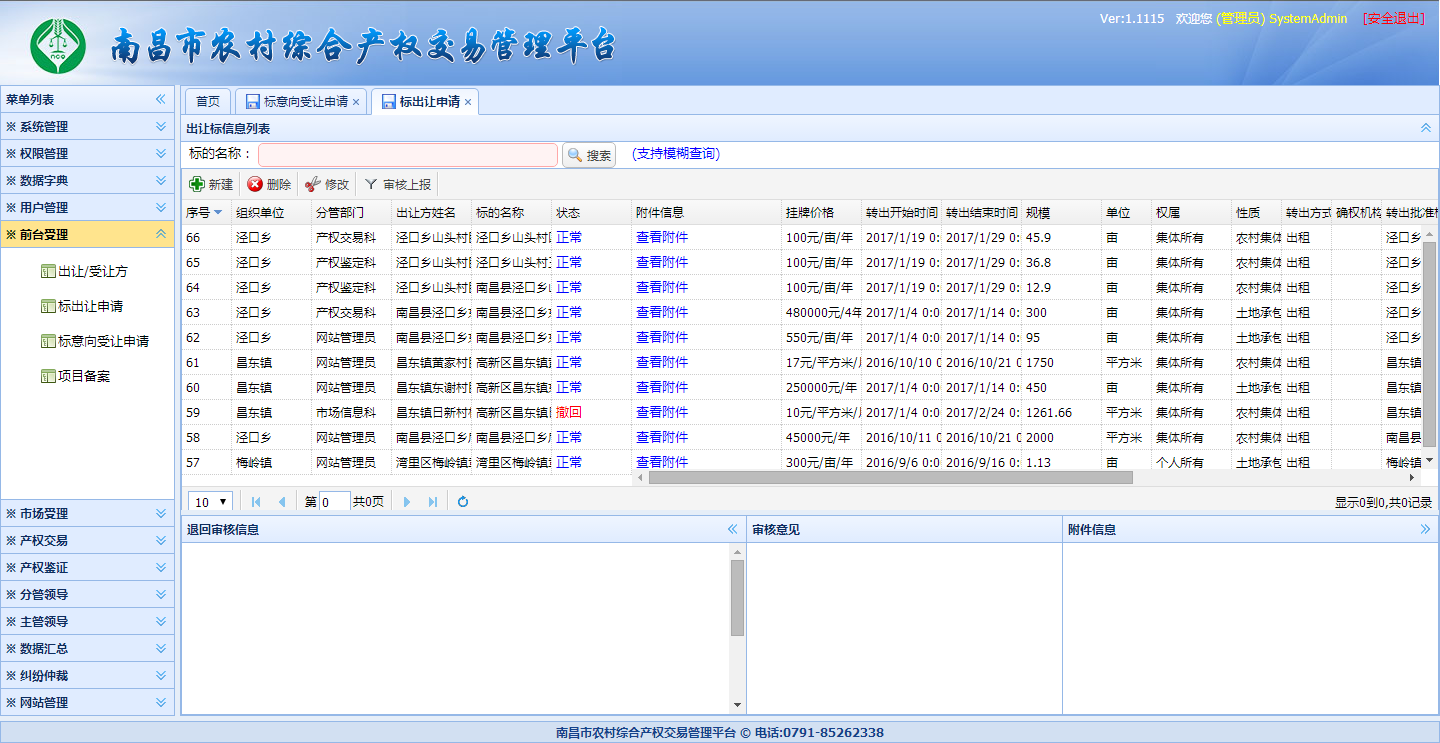 Ver:1.1115 欢迎您 (管理员) SystemAdmin [安全退出]
NCQ
南昌市农村综合产权交易管理平台
菜单列表
※ 系统管理
※ 权限管理
※ 数据字典
※ 用户管理
※ 前台受理
出让/受让方
标出让申请
标意向受让申请
项目备案
※ 市场受理
※ 产权交易
※ 产权鉴证
※ 分管领导
※ 主管领导
※ 数据汇总
※ 纠纷仲裁
※ 网站管理
首页 标意向受让申请 × 标出让申请 ×
出让标信息列表
标的名称： 搜索 (支持模糊查询)
新建 删除 修改 审核上报
序号 组织单位 分管部门 出让方姓名 标的名称 状态 附件信息 挂牌价格 转出开始时间 转出结束时间 规模 单位 权属 性质 转出方式 确权机构 转出批准
66 泾口乡 产权交易科 泾口乡山头村 泾口乡山头村 正常 查看附件 100元/亩/年 2017/1/19 0: 2017/1/29 0: 45.9 亩 集体所有 农村集体 出租 泾口乡
65 泾口乡 产权鉴定科 泾口乡山头村 泾口乡山头村 正常 查看附件 100元/亩/年 2017/1/19 0: 2017/1/29 0: 36.8 亩 集体所有 农村集体 出租 泾口乡
64 泾口乡 产权鉴定科 泾口乡山头村 南昌县泾口乡 正常 查看附件 100元/亩/年 2017/1/19 0: 2017/1/29 0: 12.9 亩 集体所有 农村集体 出租 泾口乡
63 泾口乡 产权交易科 南昌县泾口乡 南昌县泾口乡 正常 查看附件 480000元/4年 2017/1/4 0:0 2017/1/14 0: 300 亩 集体所有 土地承包 出租 泾口乡
62 泾口乡 网站管理员 南昌县泾口乡 南昌县泾口乡 正常 查看附件 550元/亩/年 2017/1/4 0:0 2017/1/14 0: 95 亩 集体所有 土地承包 出租 泾口乡
61 昌东镇 网站管理员 昌东镇黄家村 高新区昌东镇 正常 查看附件 17元/平方米/ 2016/10/10 0 2016/10/21 0 1750 平方米 集体所有 农村集体 出租 昌东镇
60 昌东镇 网站管理员 昌东镇东谢村 高新区昌东镇 正常 查看附件 250000元/年 2017/1/4 0:0 2017/1/14 0: 450 亩 集体所有 土地承包 出租 昌东镇
59 昌东镇 市场信息科 昌东镇日新村 高新区昌东镇 撤回 查看附件 10元/平方米/ 2017/1/4 0:0 2017/2/24 0: 1261.66 平方米 集体所有 农村集体 出租 昌东镇
58 泾口乡 网站管理员 南昌县泾口乡 南昌县泾口乡 正常 查看附件 45000元/年 2016/10/11 0 2016/10/21 0 2000 平方米 集体所有 农村集体 出租 南昌县
57 梅岭镇 网站管理员 湾里区梅岭镇 湾里区梅岭镇 正常 查看附件 300元/亩/年 2016/9/6 0:0 2016/9/16 0: 1.13 亩 个人所有 土地承包 出租 梅岭镇
10 第 0 共0页 显示0到0,共0记录
退回审核信息 审核意见 附件信息
南昌市农村综合产权交易管理平台 © 电话:0791-85262338